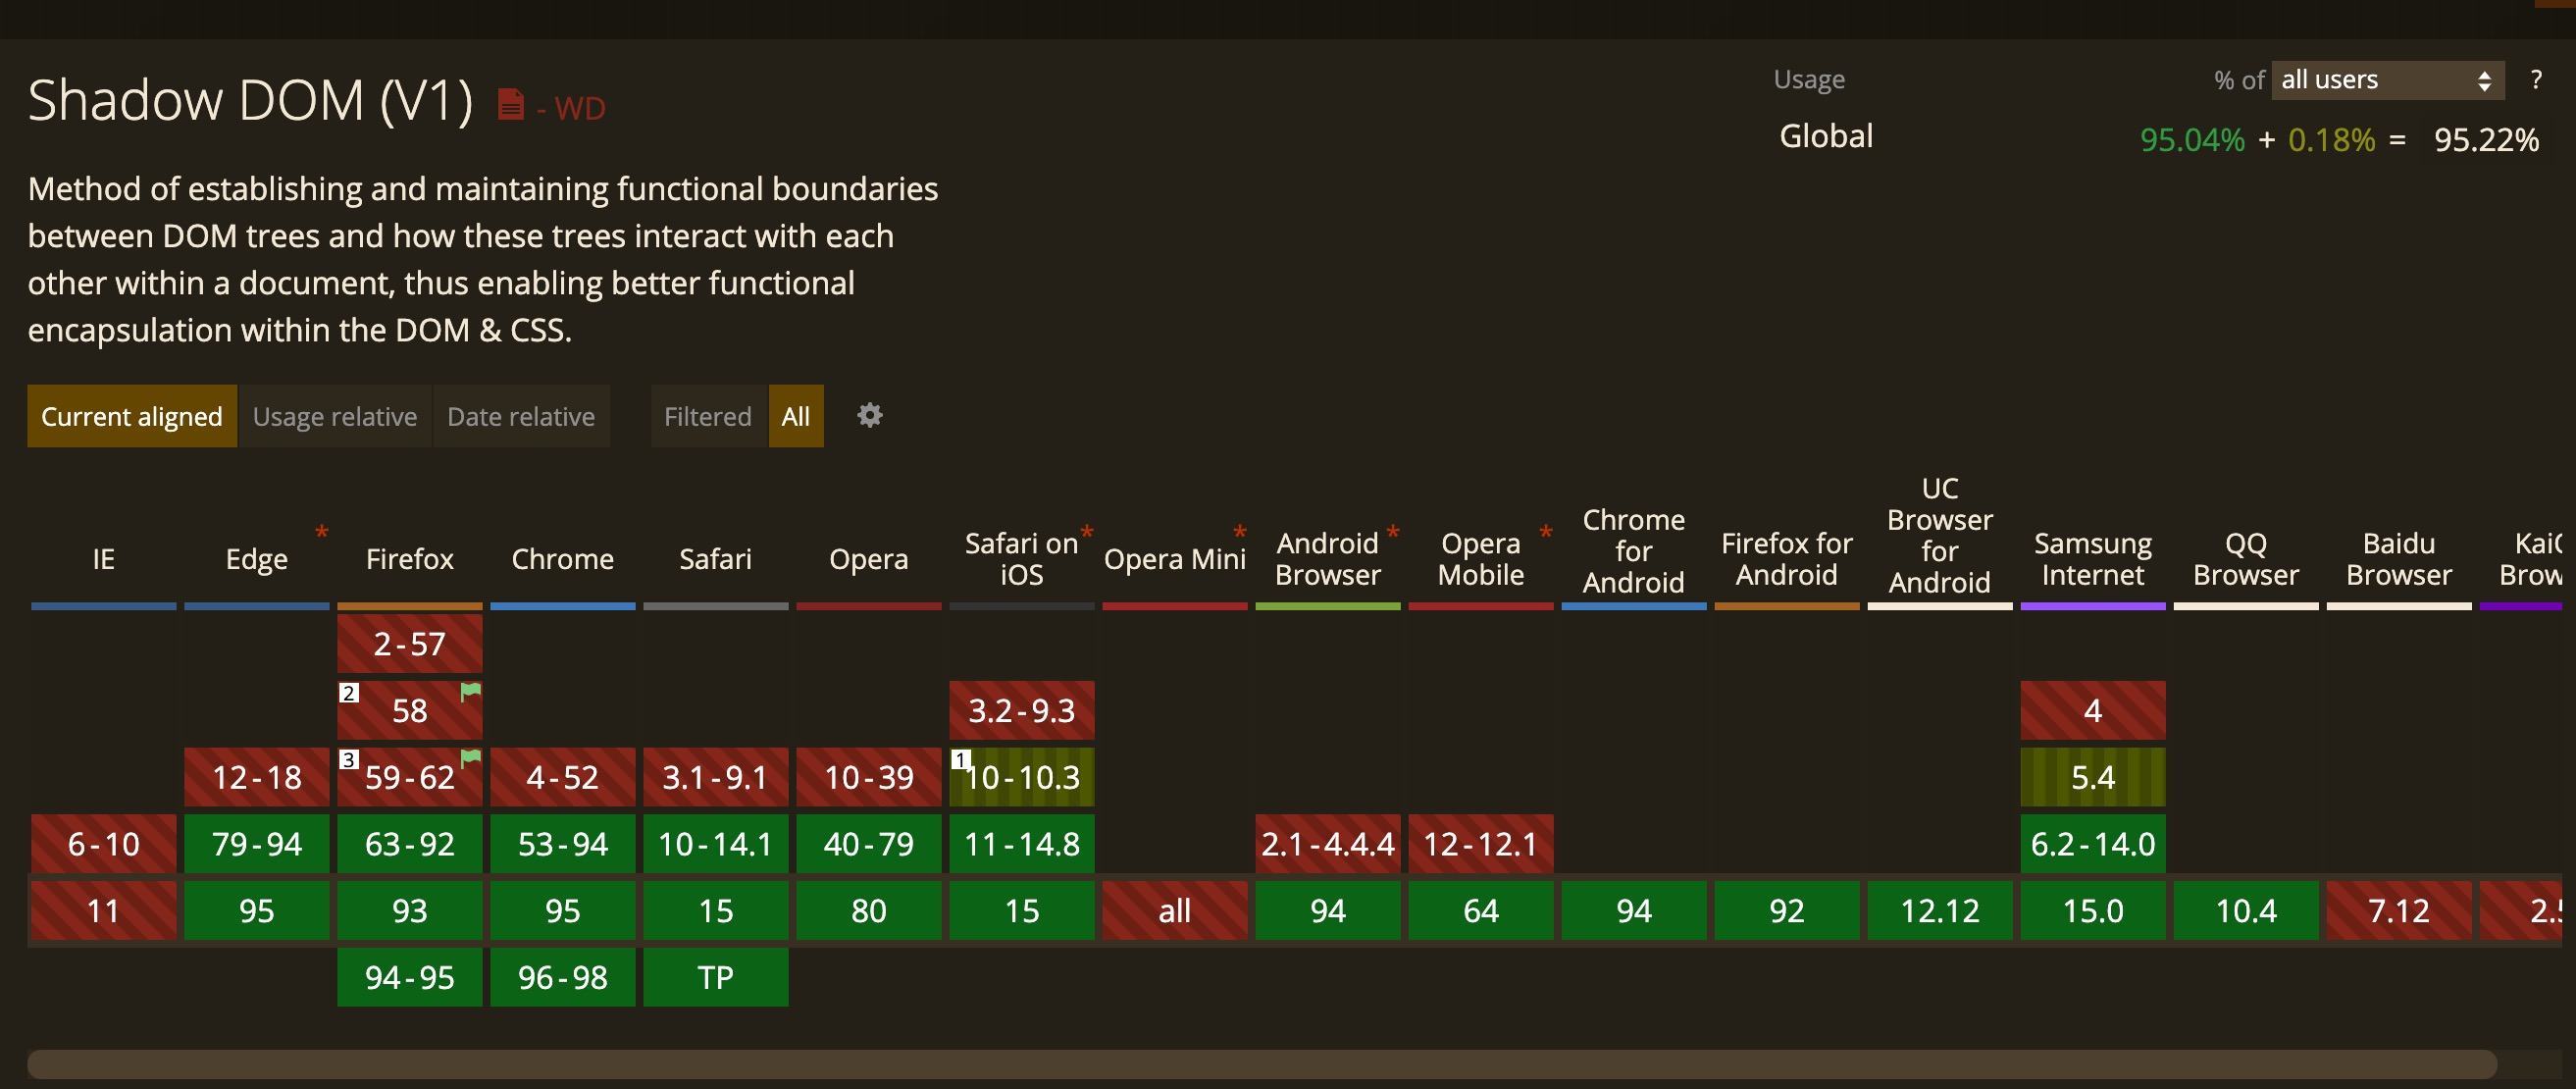 Shadow DOM (V1) - WD
Usage % of all users ?
Global 95.04% + 0.18% = 95.22%
Method of establishing and maintaining functional boundaries
between DOM trees and how these trees interact with each
other within a document, thus enabling better functional
encapsulation within the DOM & CSS.
Current aligned Usage relative Date relative Filtered All
IE
Edge *
Firefox
Chrome
Safari
Opera
Safari on *
iOS
Opera Mini *
Android *
Browser
Opera *
Mobile
Chrome
for
Android
Firefox for
Android
UC
Browser
for
Android
Samsung
Internet
QQ
Browser
Baidu
Browser
2-57
2 58 3.2-9.3 4
12-18 3 59-62 4-52 3.1-9.1 10-39 1 10-10.3 5.4
6-10 79-94 63-92 53-94 10-14.1 40-79 11-14.8 2.1-4.4.4 12-12.1 6.2-14.0
11 95 93 95 15 80 15 all 94 64 94 92 12.12 15.0 10.4 7.12
94-95 96-98 TP